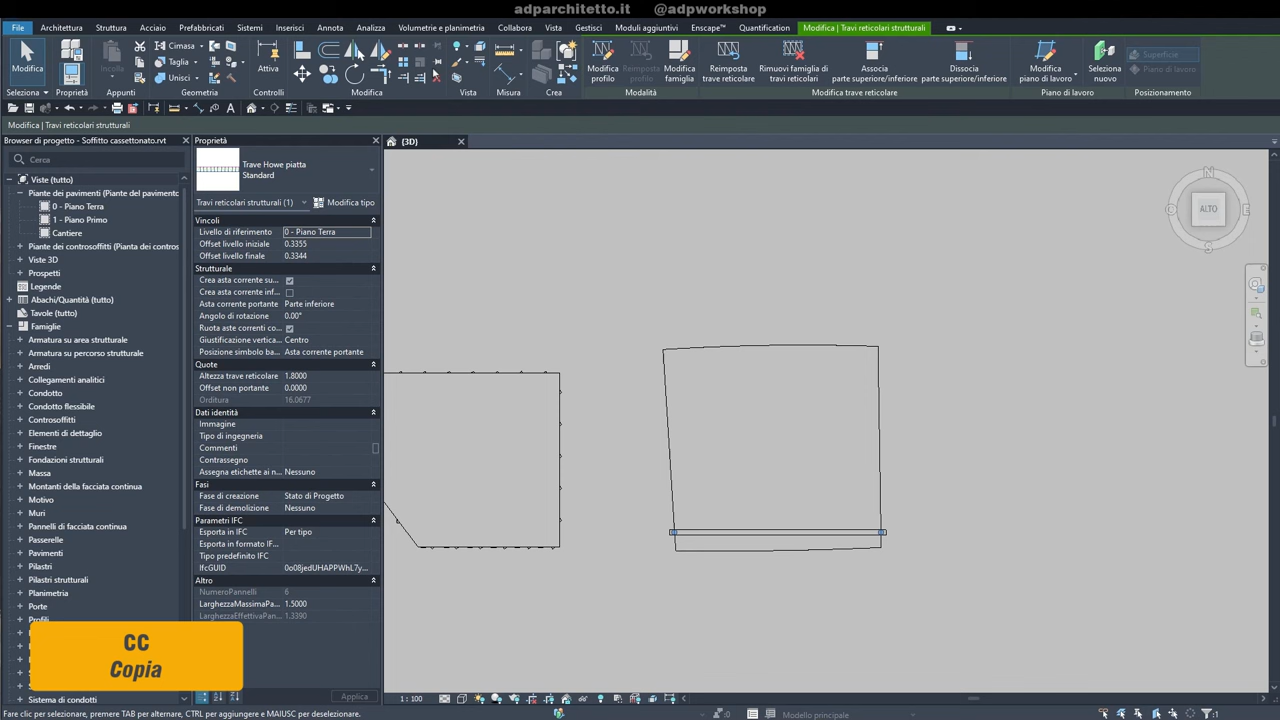 adparchitetto.it @adpworkshop
File Architettura Struttura Acciaio Prefabbricati Sistemi Inserisci Annota Analizza Volumetrie e planimetria Collabora Vista Gestisci Moduli aggiuntivi Enscape™ Quantification Modifica | Travi reticolari strutturali
Modifica
Incolla
Cimasa
Taglia
Unisci
Attiva
Modifica profilo
Reimposta profilo
Modifica famiglia
Reimposta trave reticolare
Rimuovi famiglia di travi reticolari
Associa parte superiore/inferiore
Dissocia parte superiore/inferiore
Modifica piano di lavoro
Seleziona nuovo
Superficie
Piano di lavoro
Seleziona Proprietà Appunti Geometria Controlli Modifica Vista Misura Crea Modalità Modifica trave reticolare Piano di lavoro Posizionamento
Modifica | Travi reticolari strutturali
Browser di progetto - Soffitto cassettonato.rvt
Cerca
Viste (tutto)
Piante dei pavimenti (Piante del pavimento
0 - Piano Terra
1 - Piano Primo
Cantiere
Piante dei controsoffitti (Pianta dei contros
Viste 3D
Prospetti
Legende
Abachi/Quantità (tutto)
Tavole (tutto)
Famiglie
Armatura su area strutturale
Armatura su percorso strutturale
Arredi
Collegamenti analitici
Condotto
Condotto flessibile
Controsoffitti
Elementi di dettaglio
Finestre
Fondazioni strutturali
Massa
Montanti della facciata continua
Motivo
Muri
Pannelli di facciata continua
Passerelle
Pavimenti
Pilastri
Pilastri strutturali
Planimetria
Porte
Profili
Sistema di condotti
Proprietà
Trave Howe piatta
Standard
Travi reticolari strutturali (1) Modifica tipo
Vincoli
Livello di riferimento 0 - Piano Terra
Offset livello iniziale 0.3355
Offset livello finale 0.3344
Strutturale
Crea asta corrente su...
Crea asta corrente inf...
Asta corrente portante Parte inferiore
Angolo di rotazione 0.00°
Ruota aste correnti co...
Giustificazione vertica... Centro
Posizione simbolo ba... Asta corrente portante
Quote
Altezza trave reticolare 1.8000
Offset non portante 0.0000
Orditura 16.0677
Dati identità
Immagine
Tipo di ingegneria
Commenti
Contrassegno
Assegna etichette ai n... Nessuno
Fasi
Fase di creazione Stato di Progetto
Fase di demolizione Nessuno
Parametri IFC
Esporta in IFC Per tipo
Esporta in formato IF...
Tipo predefinito IFC
IfcGUID 0o08jedUHAPPWhL7y...
Altro
NumeroPannelli 6
LarghezzaMassimaPa... 1.5000
LarghezzaEffettivaPan... 1.3390
Applica
(3D)
N
E
S
ALTO
CC
Copia
1 : 100
Fare clic per selezionare, premere TAB per alternare, CTRL per aggiungere e MAIUSC per deselezionare.
:0
Modello principale
:1